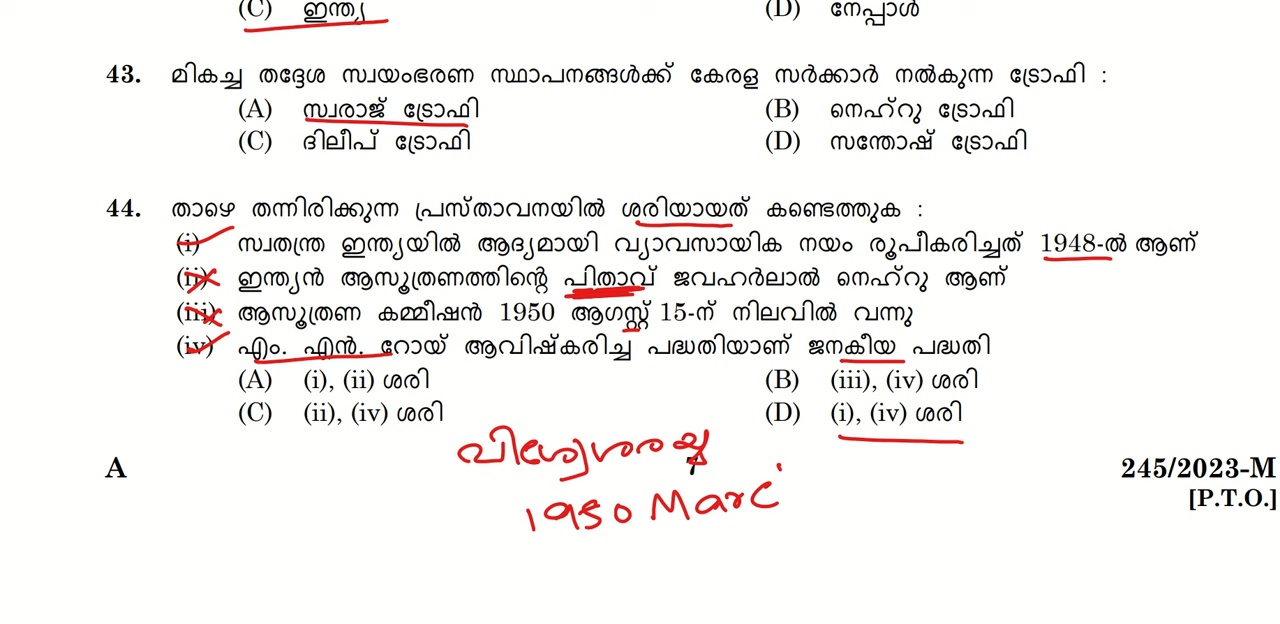 (C) ഇന്ത്യ (D) നേപ്പാൾ
43. മികച്ച തദ്ദേശ സ്വയംഭരണ സ്ഥാപനങ്ങൾക്ക് കേരള സർക്കാർ നൽകുന്ന ട്രോഫി :
(A) സ്വരാജ് ട്രോഫി (B) നെഹ്റു ട്രോഫി
(C) ദിലീപ് ട്രോഫി (D) സന്തോഷ് ട്രോഫി
44. താഴെ തന്നിരിക്കുന്ന പ്രസ്താവനയിൽ ശരിയായത് കണ്ടെത്തുക :
(i) സ്വതന്ത്ര ഇന്ത്യയിൽ ആദ്യമായി വ്യാവസായിക നയം രൂപീകരിച്ചത് 1948-ൽ ആണ്
(ii) ഇന്ത്യൻ ആസൂത്രണത്തിന്റെ പിതാവ് ജവഹർലാൽ നെഹ്റു ആണ്
(iii) ആസൂത്രണ കമ്മീഷൻ 1950 ആഗസ്റ്റ് 15-ന് നിലവിൽ വന്നു
(iv) എം. എൻ. റോയ് ആവിഷ്കരിച്ച പദ്ധതിയാണ് ജനകീയ പദ്ധതി
(A) (i), (ii) ശരി (B) (iii), (iv) ശരി
(C) (ii), (iv) ശരി (D) (i), (iv) ശരി
വിശ്വേശരയ്യ
A 7 245/2023-M
1950 Marc
[P.T.O.]